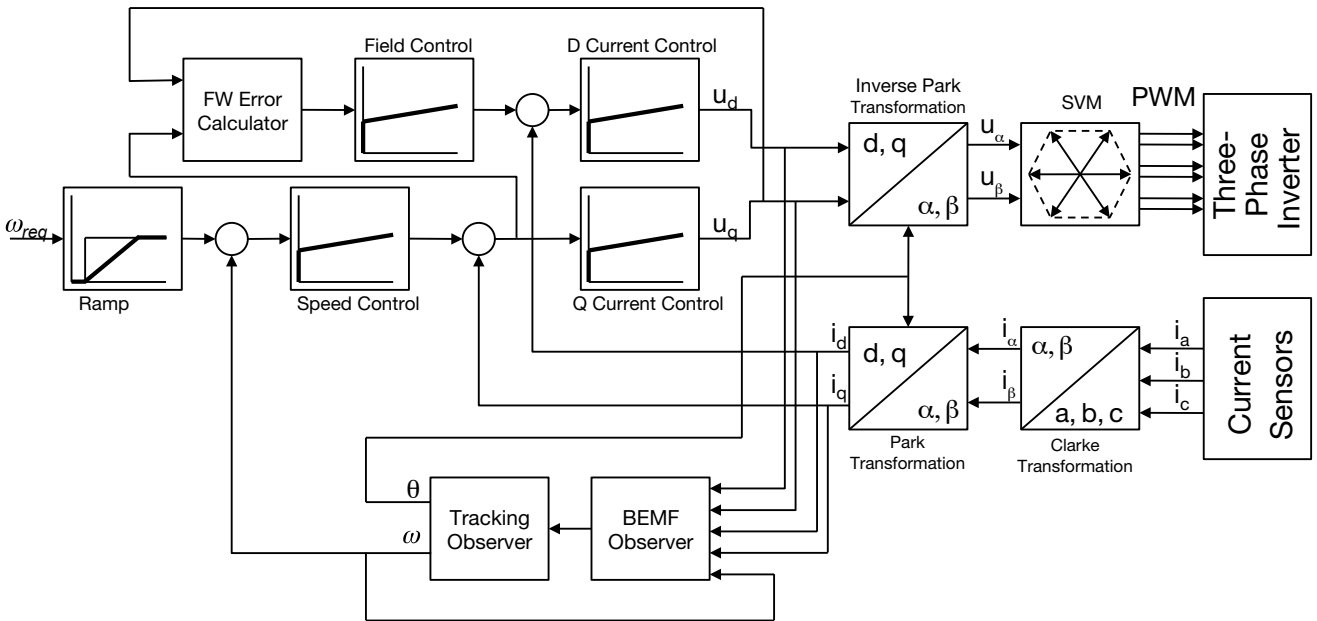 Field Control
D Current Control
FW Error
Calculator
u_d
Inverse Park
Transformation
d, q
α, β
u_α
u_β
SVM
PWM
Three-
Phase
Inverter
ω_req
Ramp
Speed Control
u_q
Q Current Control
i_d
i_q
d, q
α, β
Park
Transformation
i_α
i_β
α, β
a, b, c
Clarke
Transformation
i_a
i_b
i_c
Current
Sensors
θ
ω
Tracking
Observer
BEMF
Observer